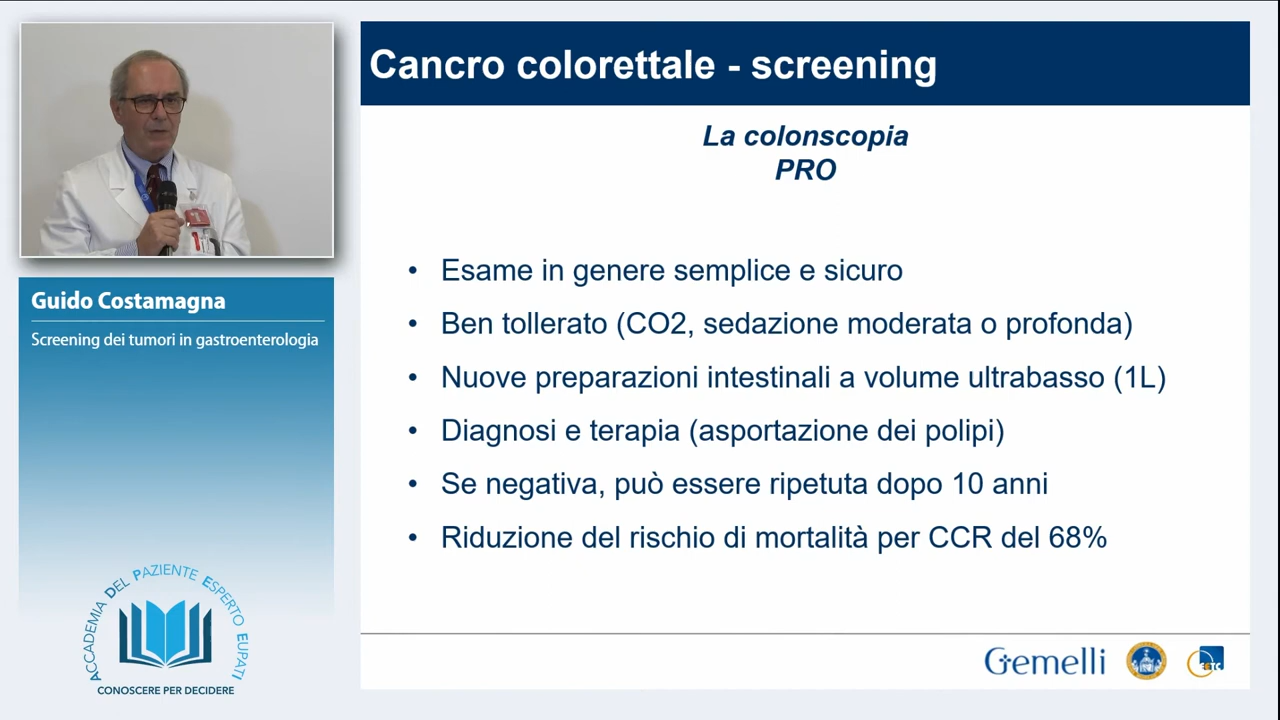 Cancro colorettale - screening
La colonscopia
PRO
• Esame in genere semplice e sicuro
• Ben tollerato (CO2, sedazione moderata o profonda)
• Nuove preparazioni intestinali a volume ultrabasso (1L)
• Diagnosi e terapia (asportazione dei polipi)
• Se negativa, può essere ripetuta dopo 10 anni
• Riduzione del rischio di mortalità per CCR del 68%
Guido Costamagna
Screening dei tumori in gastroenterologia
ACCADEMIA DEL PAZIENTE ESPERTO EUPATI
CONOSCERE PER DECIDERE
Gemelli